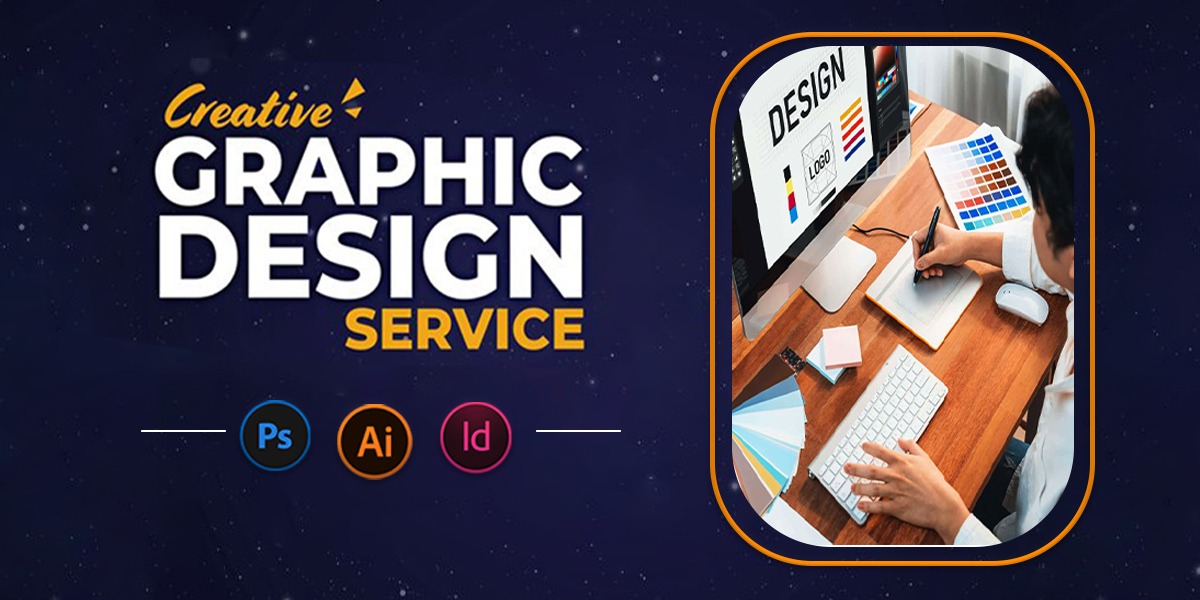 Creative
GRAPHIC
DESIGN
SERVICE
Ps
Ai
Id
DESIGN
LOGO